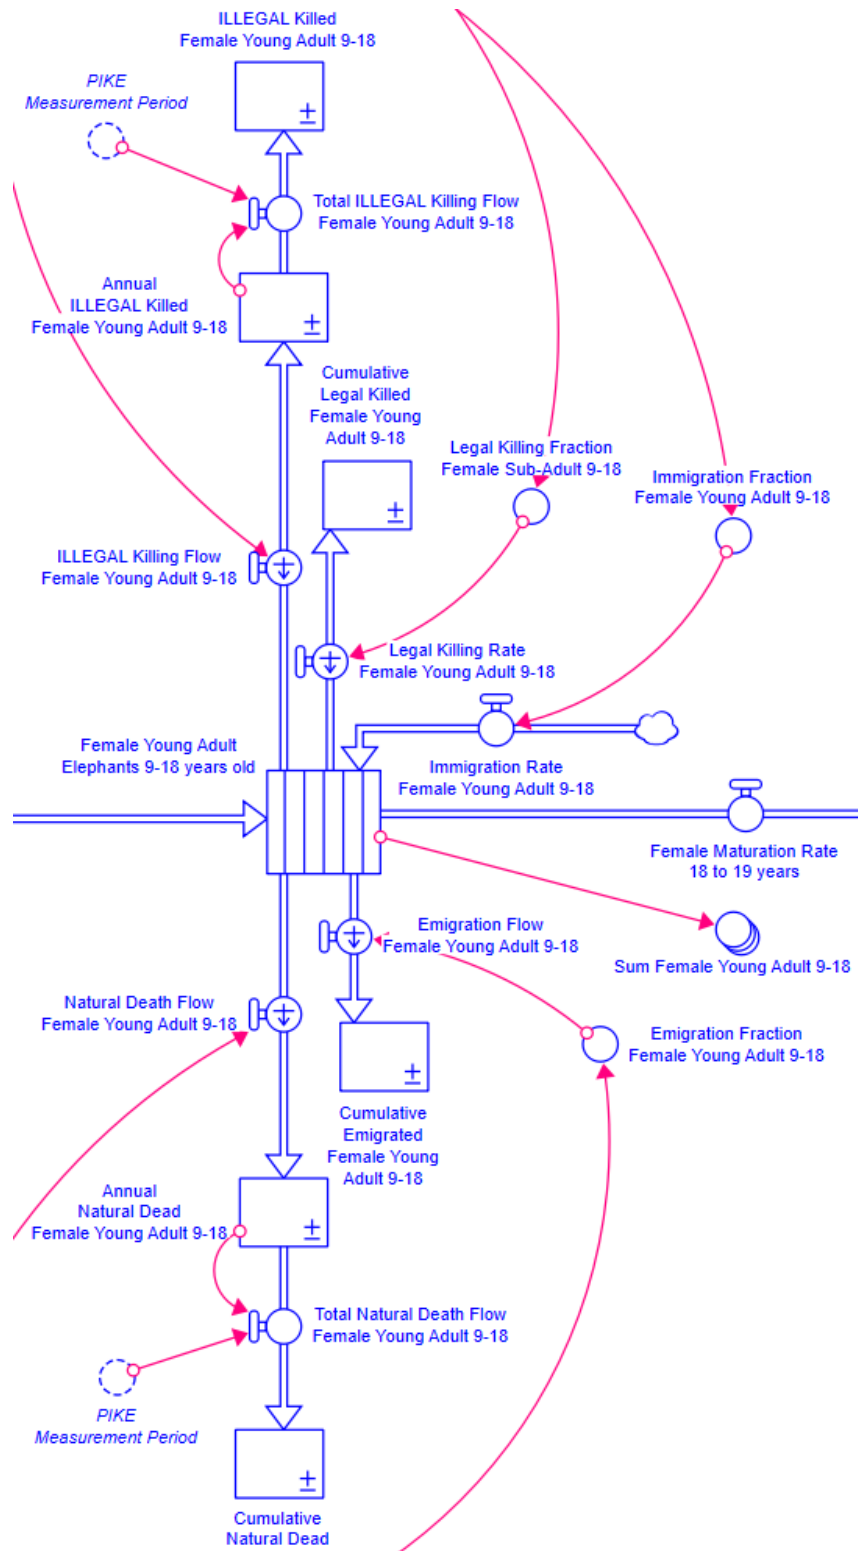 ILLEGAL Killed
Female Young Adult 9-18
PIKE
Measurement Period
Total ILLEGAL Killing Flow
Female Young Adult 9-18
Annual
ILLEGAL Killed
Female Young Adult 9-18
Cumulative
Legal Killed
Female Young
Adult 9-18
Legal Killing Fraction
Female Sub-Adult 9-18
Immigration Fraction
Female Young Adult 9-18
ILLEGAL Killing Flow
Female Young Adult 9-18
Legal Killing Rate
Female Young Adult 9-18
Female Young Adult
Elephants 9-18 years old
Immigration Rate
Female Young Adult 9-18
Female Maturation Rate
18 to 19 years
Emigration Flow
Female Young Adult 9-18
Sum Female Young Adult 9-18
Natural Death Flow
Female Young Adult 9-18
Emigration Fraction
Female Young Adult 9-18
Cumulative
Emigrated
Female Young
Adult 9-18
Annual
Natural Dead
Female Young Adult 9-18
Total Natural Death Flow
Female Young Adult 9-18
PIKE
Measurement Period
Cumulative
Natural Dead